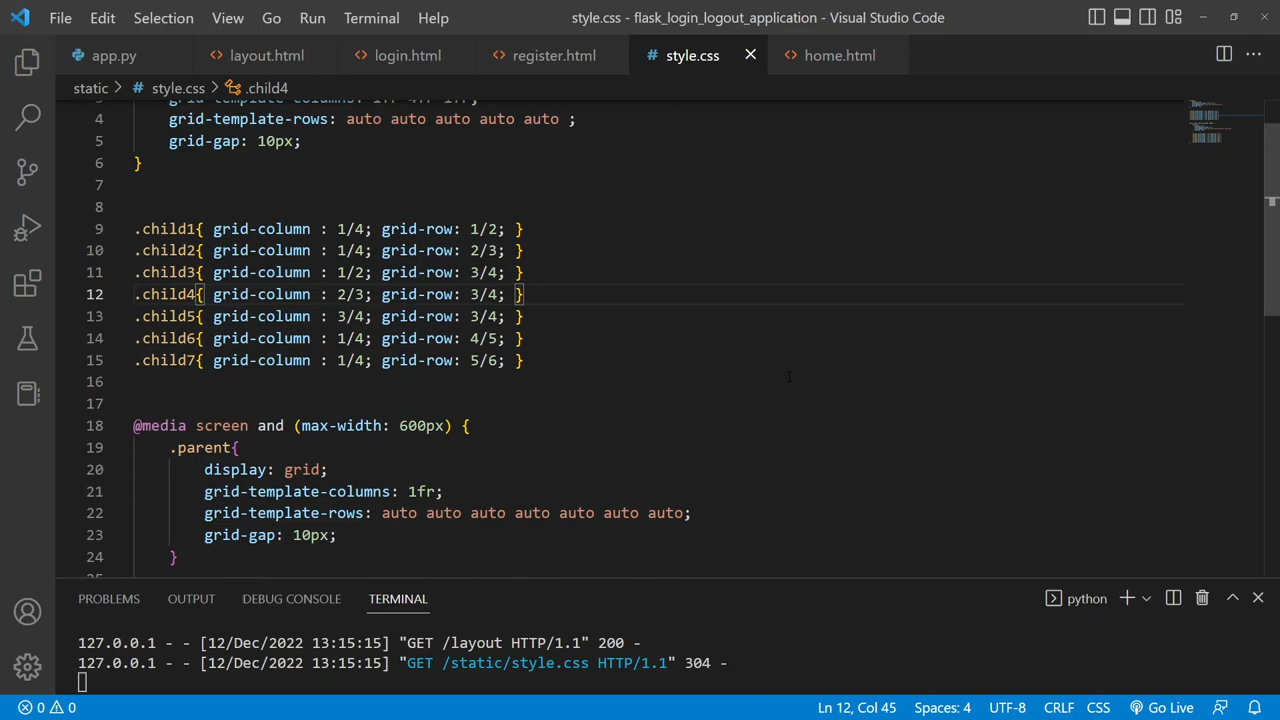 File Edit Selection View Go Run Terminal Help style.css - flask_login_logout_application - Visual Studio Code
app.py layout.html login.html register.html # style.css home.html
static > # style.css > .child4
grid-template-columns: 1fr 4fr 1fr;
4 grid-template-rows: auto auto auto auto auto ;
5 grid-gap: 10px;
6 }
7
8
9 .child1{ grid-column : 1/4; grid-row: 1/2; }
10 .child2{ grid-column : 1/4; grid-row: 2/3; }
11 .child3{ grid-column : 1/2; grid-row: 3/4; }
12 .child4{ grid-column : 2/3; grid-row: 3/4; }
13 .child5{ grid-column : 3/4; grid-row: 3/4; }
14 .child6{ grid-column : 1/4; grid-row: 4/5; }
15 .child7{ grid-column : 1/4; grid-row: 5/6; }
16
17
18 @media screen and (max-width: 600px) {
19 .parent{
20 display: grid;
21 grid-template-columns: 1fr;
22 grid-template-rows: auto auto auto auto auto auto auto;
23 grid-gap: 10px;
24 }
PROBLEMS OUTPUT DEBUG CONSOLE TERMINAL python
127.0.0.1 - - [12/Dec/2022 13:15:15] "GET /layout HTTP/1.1" 200 -
127.0.0.1 - - [12/Dec/2022 13:15:15] "GET /static/style.css HTTP/1.1" 304 -
0 0 Ln 12, Col 45 Spaces: 4 UTF-8 CRLF CSS Go Live